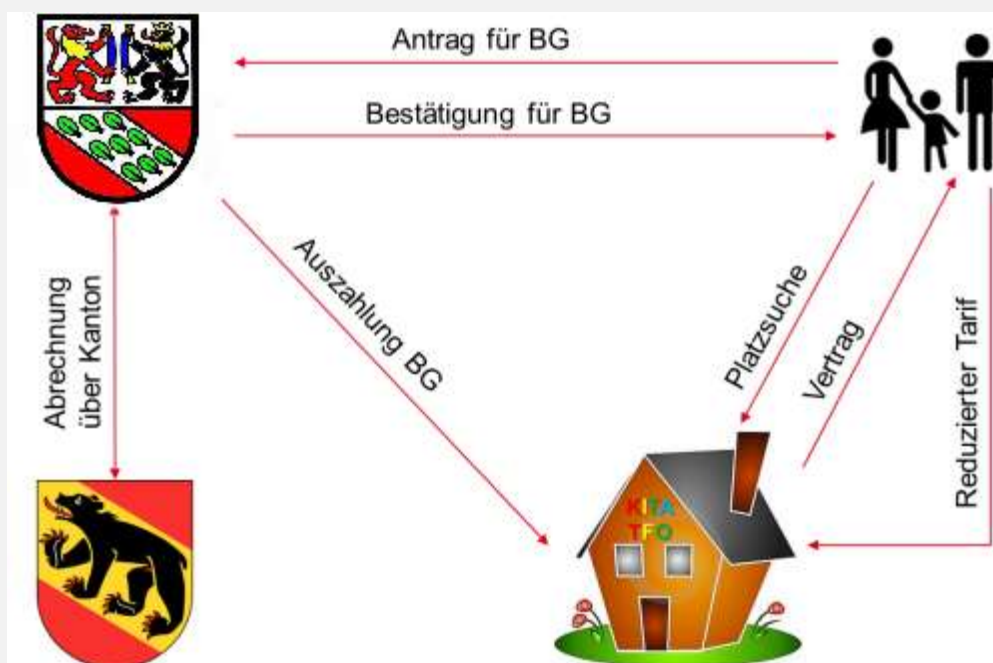 Antrag für BG
Bestätigung für BG
Abrechnung
über Kanton
Auszahlung BG
Platzsuche
Vertrag
Reduzierter Tarif
KITA
TFO